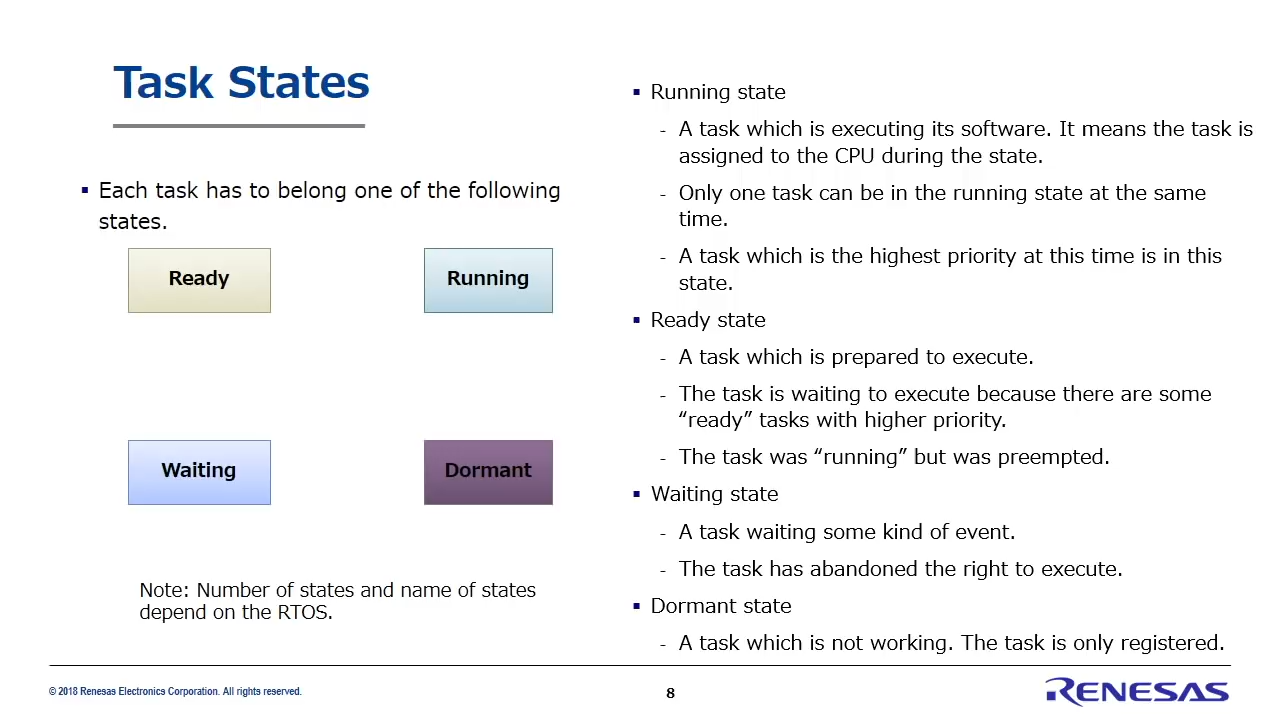 Task States
▪ Each task has to belong one of the following
states.
Ready
Running
Waiting
Dormant
Note: Number of states and name of states
depend on the RTOS.
▪ Running state
- A task which is executing its software. It means the task is
assigned to the CPU during the state.
- Only one task can be in the running state at the same
time.
- A task which is the highest priority at this time is in this
state.
▪ Ready state
- A task which is prepared to execute.
- The task is waiting to execute because there are some
“ready” tasks with higher priority.
- The task was “running” but was preempted.
▪ Waiting state
- A task waiting some kind of event.
- The task has abandoned the right to execute.
▪ Dormant state
- A task which is not working. The task is only registered.
© 2018 Renesas Electronics Corporation. All rights reserved.
8
RENESAS